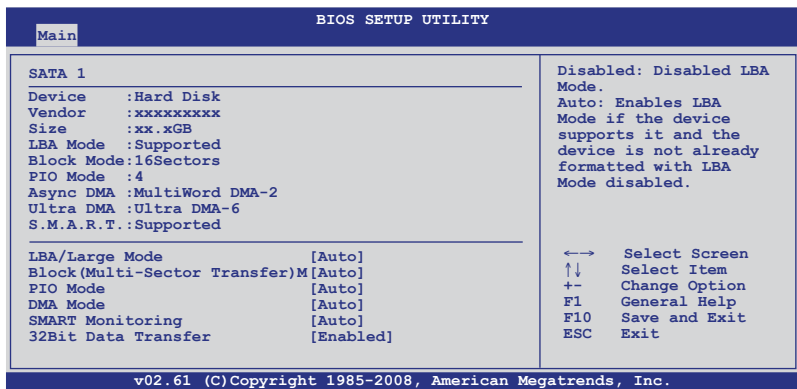 BIOS SETUP UTILITY
Main
SATA 1
Device :Hard Disk
Vendor :xxxxxxxxx
Size :xx.xGB
LBA Mode :Supported
Block Mode:16Sectors
PIO Mode :4
Async DMA :MultiWord DMA-2
Ultra DMA :Ultra DMA-6
S.M.A.R.T.:Supported
LBA/Large Mode [Auto]
Block(Multi-Sector Transfer)M[Auto]
PIO Mode [Auto]
DMA Mode [Auto]
SMART Monitoring [Auto]
32Bit Data Transfer [Enabled]
Disabled: Disabled LBA
Mode.
Auto: Enables LBA
Mode if the device
supports it and the
device is not already
formatted with LBA
Mode disabled.
←→ Select Screen
↑↓ Select Item
+- Change Option
F1 General Help
F10 Save and Exit
ESC Exit
v02.61 (C)Copyright 1985-2008, American Megatrends, Inc.